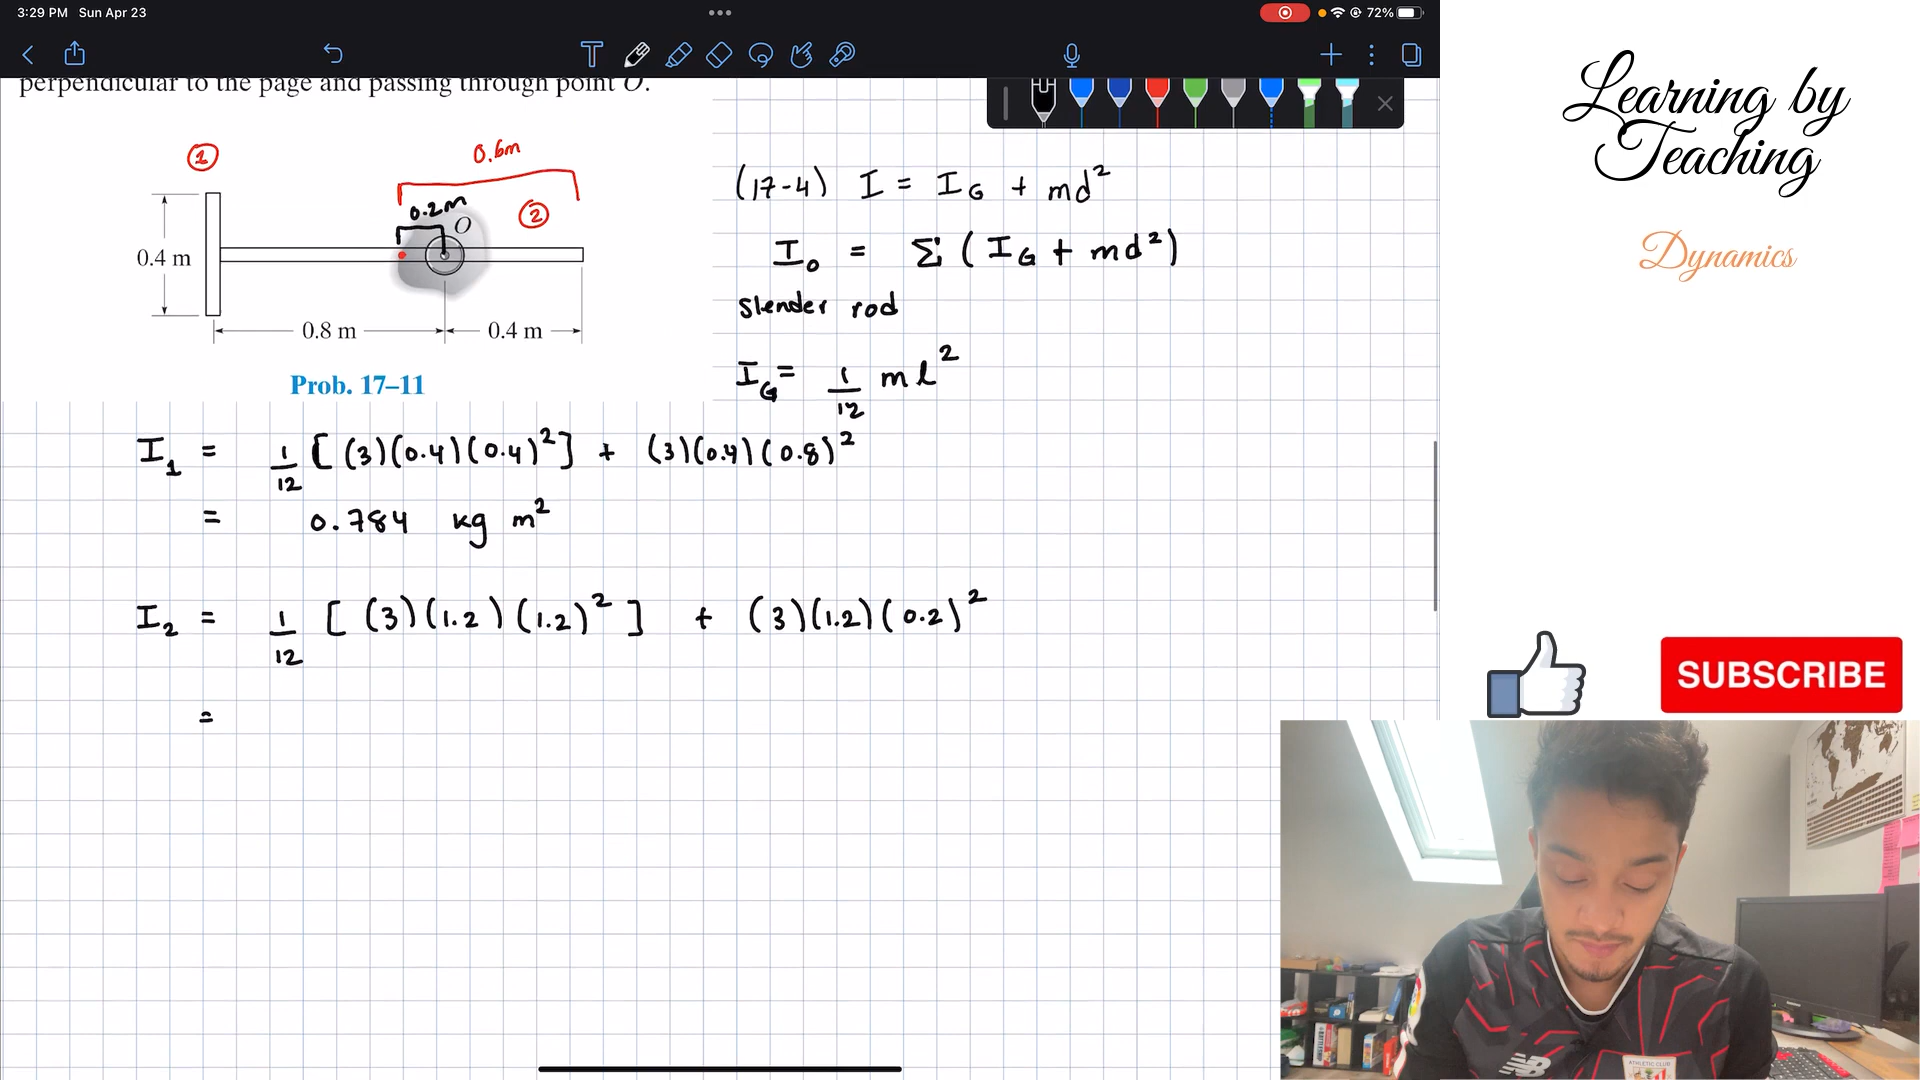 3:29 PM Sun Apr 23
72%
perpendicular to the page and passing through point O.
Learning by
Teaching
Dynamics
①
0.6m
0.2m
②
O
0.4 m
0.8 m
0.4 m
Prob. 17–11
(17-4) I = I_G + md²
I_O = Σ (I_G + md²)
slender rod
I_G = 1/12 ml²
I_1 = 1/12 [(3)(0.4)(0.4)²] + (3)(0.4)(0.8)²
= 0.784 kg m²
I_2 = 1/12 [(3)(1.2)(1.2)²] + (3)(1.2)(0.2)²
=
SUBSCRIBE